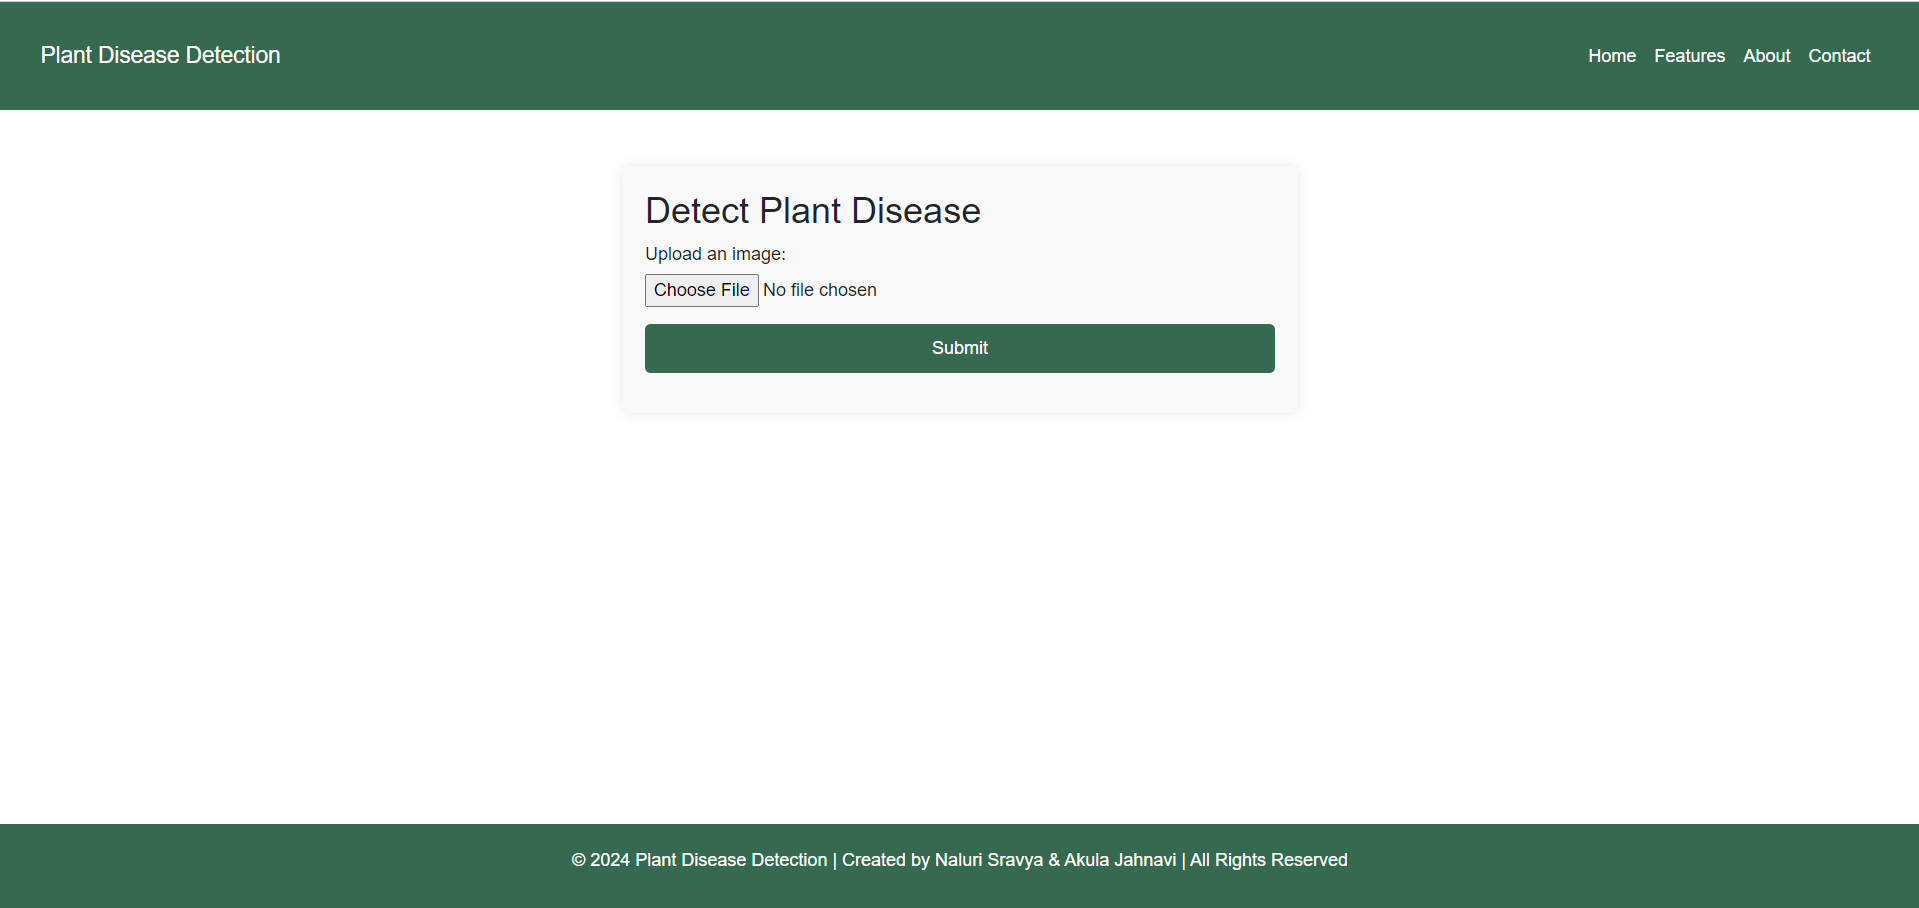 Plant Disease Detection
Home Features About Contact
Detect Plant Disease
Upload an image:
Choose File No file chosen
Submit
© 2024 Plant Disease Detection | Created by Naluri Sravya & Akula Jahnavi | All Rights Reserved